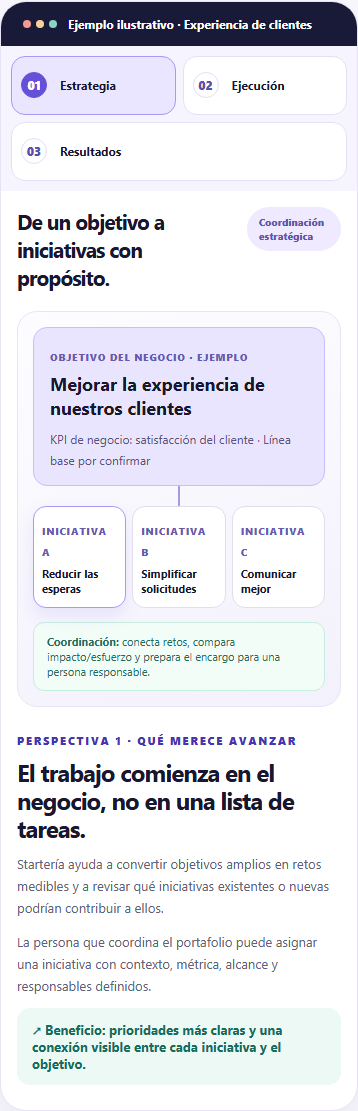 Ejemplo ilustrativo · Experiencia de clientes
01 Estrategia
02 Ejecución
03 Resultados
De un objetivo a
iniciativas con
propósito.
Coordinación
estratégica
OBJETIVO DEL NEGOCIO · EJEMPLO
Mejorar la experiencia de
nuestros clientes
KPI de negocio: satisfacción del cliente · Línea
base por confirmar
INICIATIVA
A
Reducir las
esperas
INICIATIVA
B
Simplificar
solicitudes
INICIATIVA
C
Comunicar
mejor
Coordinación: conecta retos, compara
impacto/esfuerzo y prepara el encargo para una
persona responsable.
PERSPECTIVA 1 · QUÉ MERECE AVANZAR
El trabajo comienza en el
negocio, no en una lista de
tareas.
Startería ayuda a convertir objetivos amplios en retos
medibles y a revisar qué iniciativas existentes o nuevas
podrían contribuir a ellos.
La persona que coordina el portafolio puede asignar
una iniciativa con contexto, métrica, alcance y
responsables definidos.
↗ Beneficio: prioridades más claras y una
conexión visible entre cada iniciativa y el
objetivo.